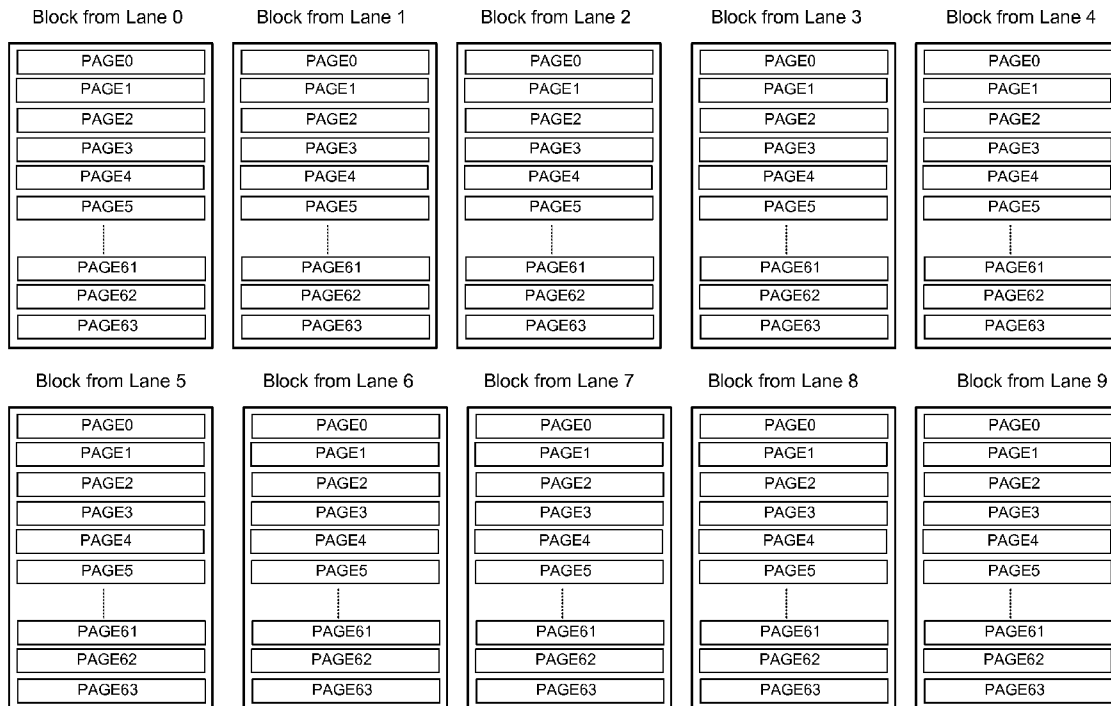 Block from Lane 0 Block from Lane 1 Block from Lane 2 Block from Lane 3 Block from Lane 4
PAGE0 PAGE0 PAGE0 PAGE0 PAGE0
PAGE1 PAGE1 PAGE1 PAGE1 PAGE1
PAGE2 PAGE2 PAGE2 PAGE2 PAGE2
PAGE3 PAGE3 PAGE3 PAGE3 PAGE3
PAGE4 PAGE4 PAGE4 PAGE4 PAGE4
PAGE5 PAGE5 PAGE5 PAGE5 PAGE5
PAGE61 PAGE61 PAGE61 PAGE61 PAGE61
PAGE62 PAGE62 PAGE62 PAGE62 PAGE62
PAGE63 PAGE63 PAGE63 PAGE63 PAGE63
Block from Lane 5 Block from Lane 6 Block from Lane 7 Block from Lane 8 Block from Lane 9
PAGE0 PAGE0 PAGE0 PAGE0 PAGE0
PAGE1 PAGE1 PAGE1 PAGE1 PAGE1
PAGE2 PAGE2 PAGE2 PAGE2 PAGE2
PAGE3 PAGE3 PAGE3 PAGE3 PAGE3
PAGE4 PAGE4 PAGE4 PAGE4 PAGE4
PAGE5 PAGE5 PAGE5 PAGE5 PAGE5
PAGE61 PAGE61 PAGE61 PAGE61 PAGE61
PAGE62 PAGE62 PAGE62 PAGE62 PAGE62
PAGE63 PAGE63 PAGE63 PAGE63 PAGE63